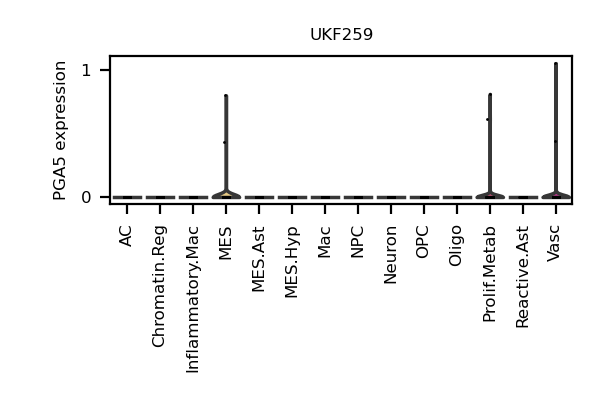 UKF259
PGA5 expression
1
0
AC
Chromatin.Reg
Inflammatory.Mac
MES
MES.Ast
MES.Hyp
Mac
NPC
Neuron
OPC
Oligo
Prolif.Metab
Reactive.Ast
Vasc